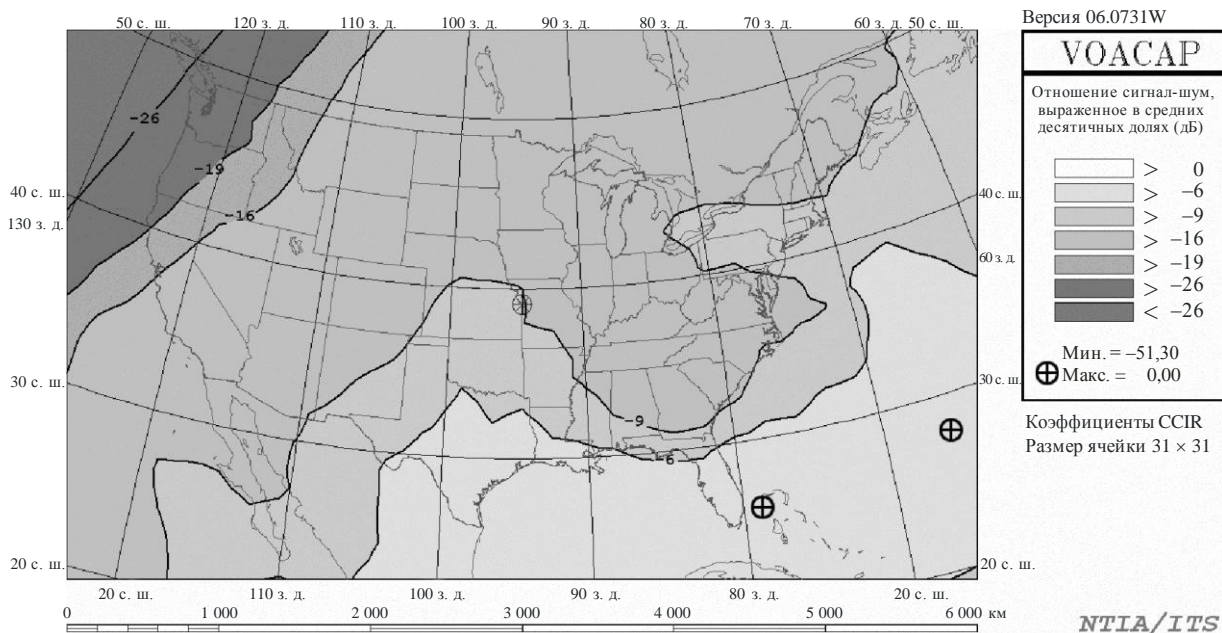 50 с. ш. 120 з. д. 110 з. д. 100 з. д. 90 з. д. 80 з. д. 70 з. д. 60 з. д. 50 с. ш.
Версия 06.0731W
VOACAP
Отношение сигнал-шум,
выраженное в средних
десятичных долях (дБ)
> 0
> –6
> –9
> –16
> –19
> –26
< –26
Мин. = –51,30
Макс. = 0,00
Коэффициенты CCIR
Размер ячейки 31 × 31
40 с. ш.
130 з. д.
30 с. ш.
20 с. ш.
-26
-19
-16
-9
-6
40 с. ш.
60 з. д.
30 с. ш.
20 с. ш.
20 с. ш. 110 з. д. 100 з. д. 90 з. д. 80 з. д. 20 с. ш.
0 1 000 2 000 3 000 4 000 5 000 6 000 км
NTIA/ITS